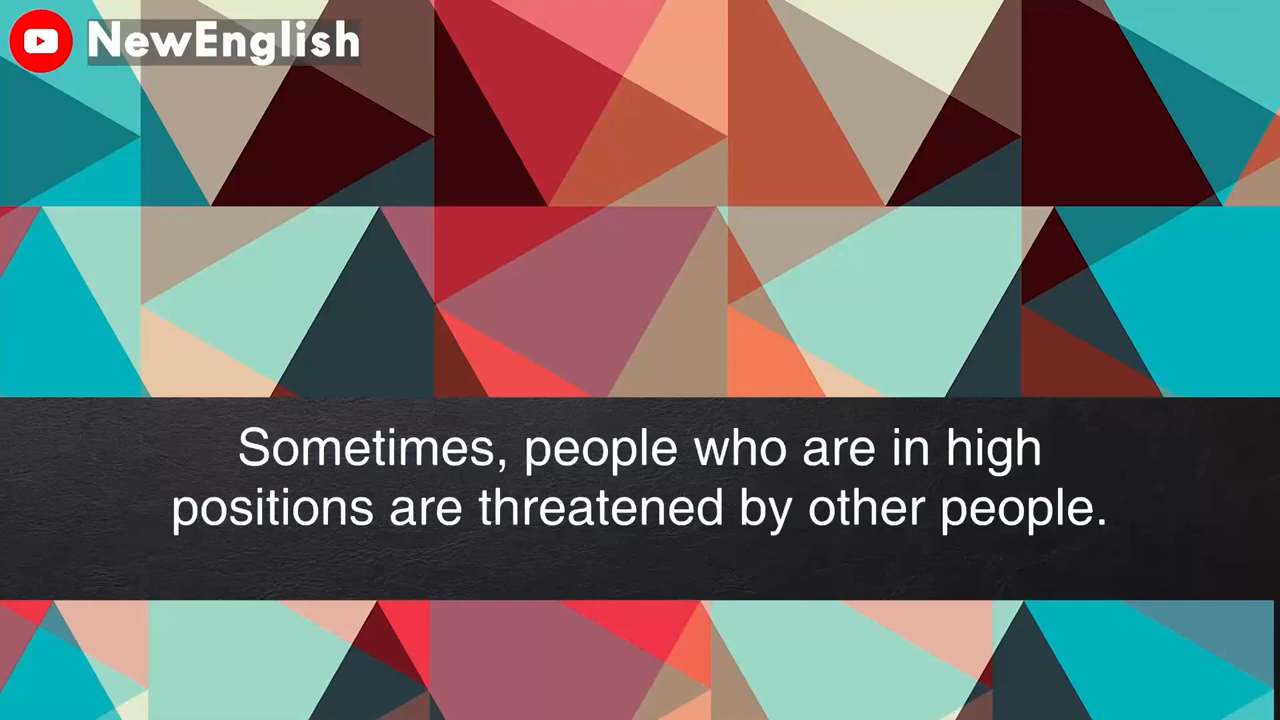 NewEnglish
Sometimes, people who are in high
positions are threatened by other people.